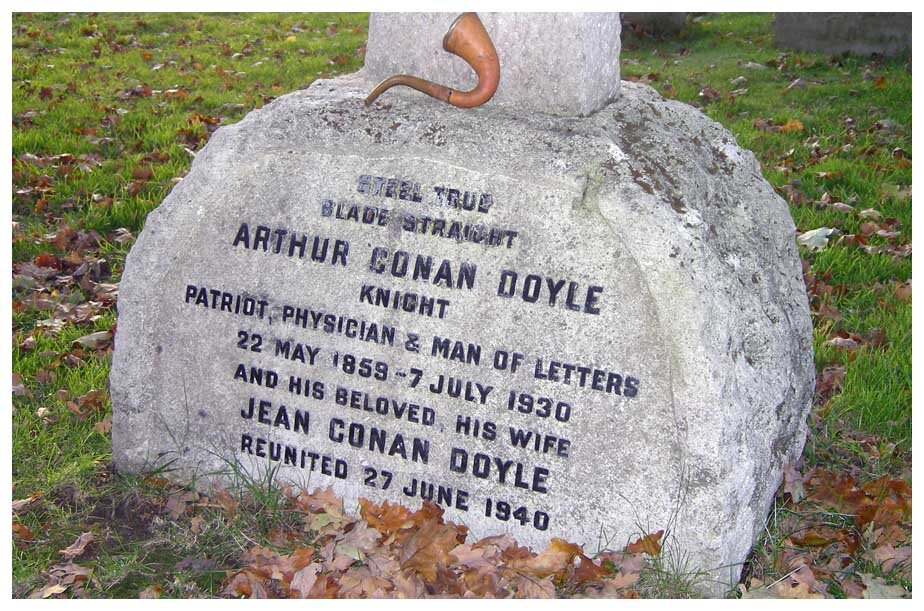 STEEL TRUE
BLADE STRAIGHT
ARTHUR CONAN DOYLE
KNIGHT
PATRIOT, PHYSICIAN & MAN OF LETTERS
22 MAY 1859 - 7 JULY 1930
AND HIS BELOVED, HIS WIFE
JEAN CONAN DOYLE
REUNITED 27 JUNE 1940